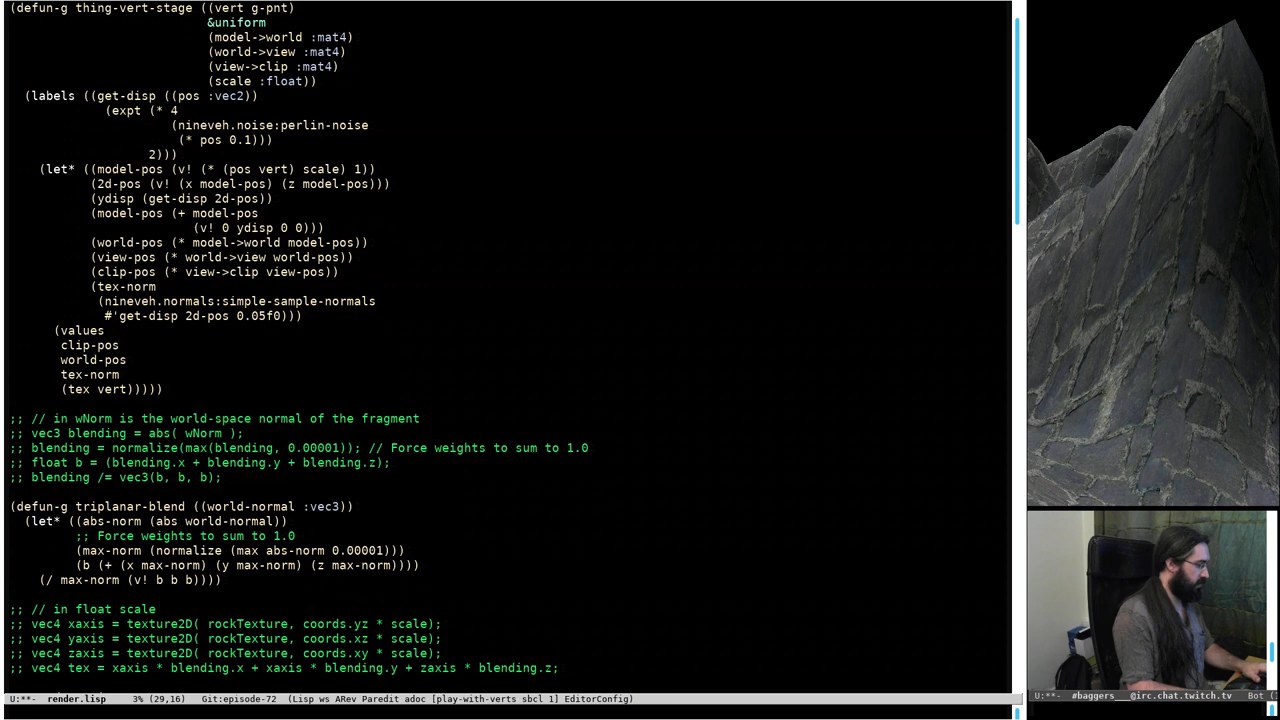 (defun-g thing-vert-stage ((vert g-pnt)
                           &uniform
                           (model->world :mat4)
                           (world->view :mat4)
                           (view->clip :mat4)
                           (scale :float))
  (labels ((get-disp ((pos :vec2))
             (expt (* 4
                      (nineveh.noise:perlin-noise
                       (* pos 0.1)))
                   2)))
    (let* ((model-pos (v! (* (pos vert) scale) 1))
           (2d-pos (v! (x model-pos) (z model-pos)))
           (ydisp (get-disp 2d-pos))
           (model-pos (+ model-pos
                         (v! 0 ydisp 0 0)))
           (world-pos (* model->world model-pos))
           (view-pos (* world->view world-pos))
           (clip-pos (* view->clip view-pos))
           (tex-norm
            (nineveh.normals:simple-sample-normals
             #'get-disp 2d-pos 0.05f0)))
      (values
       clip-pos
       world-pos
       tex-norm
       (tex vert)))))
;; // in wNorm is the world-space normal of the fragment
;; vec3 blending = abs( wNorm );
;; blending = normalize(max(blending, 0.00001)); // Force weights to sum to 1.0
;; float b = (blending.x + blending.y + blending.z);
;; blending /= vec3(b, b, b);
(defun-g triplanar-blend ((world-normal :vec3))
  (let* ((abs-norm (abs world-normal))
         ;; Force weights to sum to 1.0
         (max-norm (normalize (max abs-norm 0.00001)))
         (b (+ (x max-norm) (y max-norm) (z max-norm))))
    (/ max-norm (v! b b b))))
;; // in float scale
;; vec4 xaxis = texture2D( rockTexture, coords.yz * scale);
;; vec4 yaxis = texture2D( rockTexture, coords.xz * scale);
;; vec4 zaxis = texture2D( rockTexture, coords.xy * scale);
;; vec4 tex = xaxis * blending.x + xaxis * blending.y + zaxis * blending.z;
U:**-  render.lisp    3% (29,16)   Git:episode-72  (Lisp ws ARev Paredit adoc [play-with-verts sbcl 1] EditorConfig)
U:**-  #baggers___@irc.chat.twitch.tv   Bot (